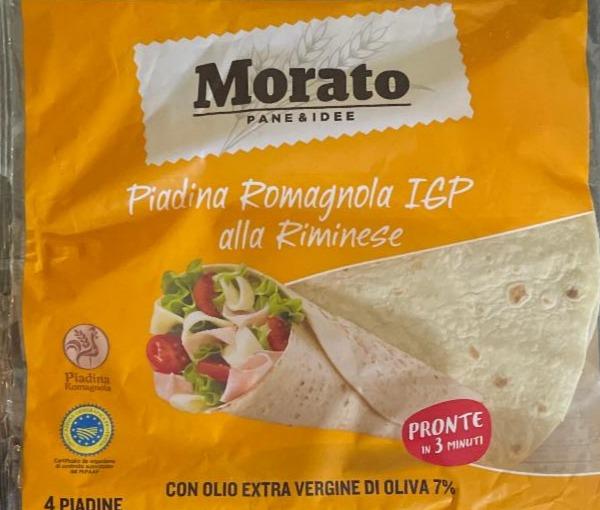 Morato
PANE & IDEE
Piadina Romagnola IGP
alla Riminese
Piadina
Romagnola
PRONTE
IN 3 MINUTI
CON OLIO EXTRA VERGINE DI OLIVA 7%
4 PIADINE